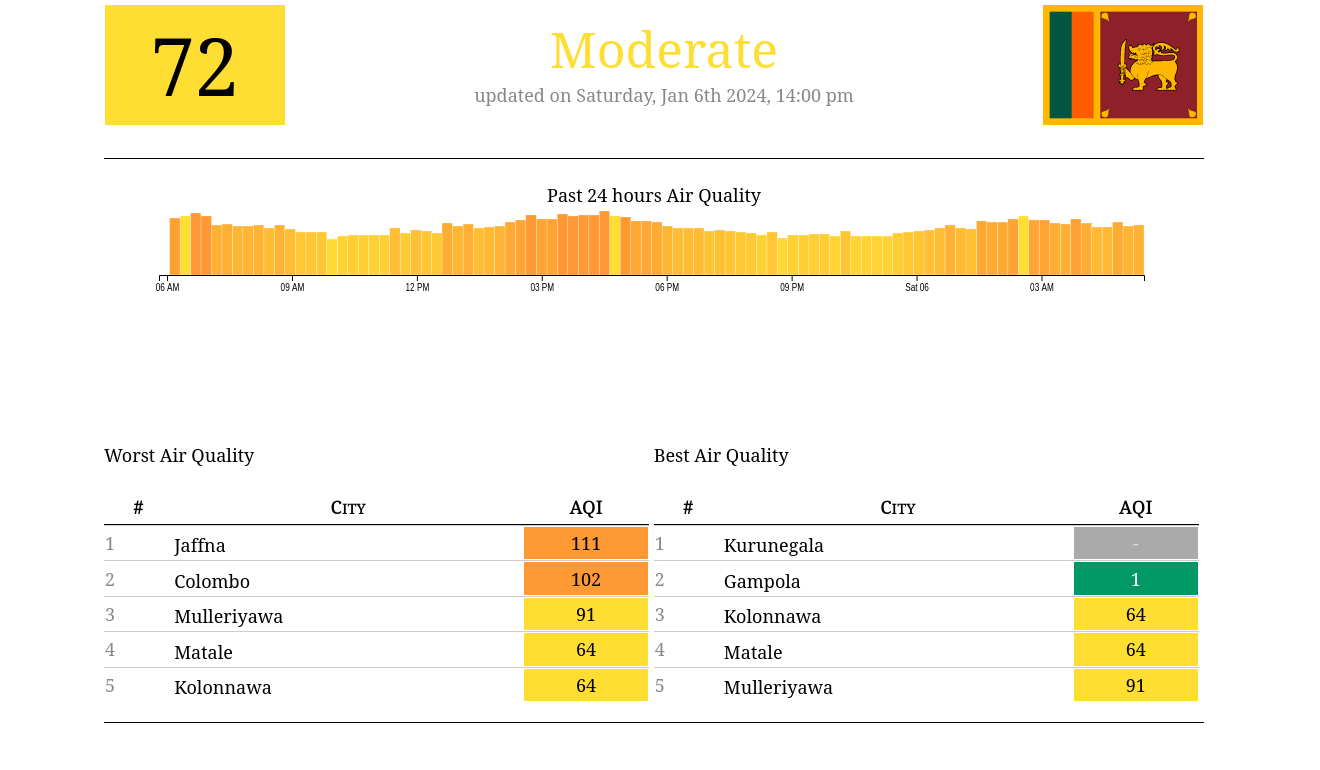 72
Moderate
updated on Saturday, Jan 6th 2024, 14:00 pm
Past 24 hours Air Quality
06 AM 09 AM 12 PM 03 PM 06 PM 09 PM Sat 06 03 AM
Worst Air Quality
# City AQI
1 Jaffna 111
2 Colombo 102
3 Mulleriyawa 91
4 Matale 64
5 Kolonnawa 64
Best Air Quality
# City AQI
1 Kurunegala -
2 Gampola 1
3 Kolonnawa 64
4 Matale 64
5 Mulleriyawa 91